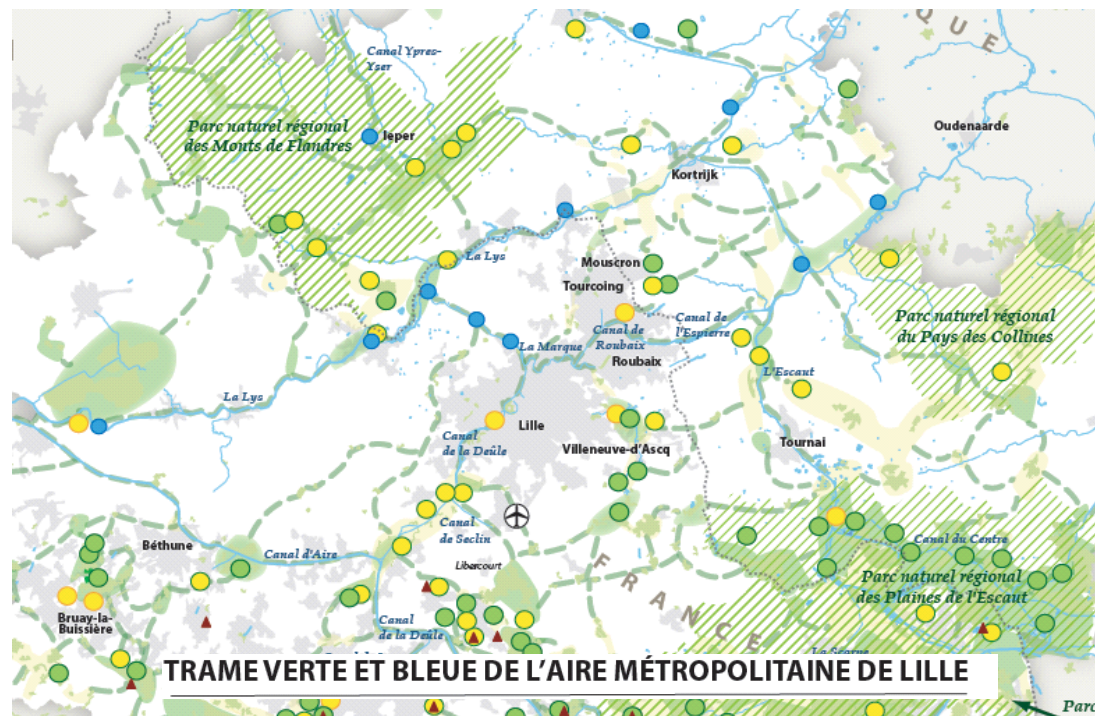 QUE
Canal Ypres-
Yser
Parc naturel régional
des Monts de Flandres
Ieper
Oudenaarde
Kortrijk
La Lys
Mouscron
Tourcoing
Canal de
Roubaix
Canal de
l'Espierre
Parc naturel régional
du Pays des Collines
La Marque
Roubaix
L'Escaut
La Lys
Lille
Canal
de la Deûle
Villeneuve-d'Ascq
Tournai
Canal
de Seclin
Canal du Centre
Béthune
Canal d'Aire
Libercourt
FRANCE
Parc naturel régional
des Plaines de l'Escaut
Bruay-la-
Buissière
Canal
de la Deûle
La Scarpe
TRAME VERTE ET BLEUE DE L'AIRE MÉTROPOLITAINE DE LILLE
Parc